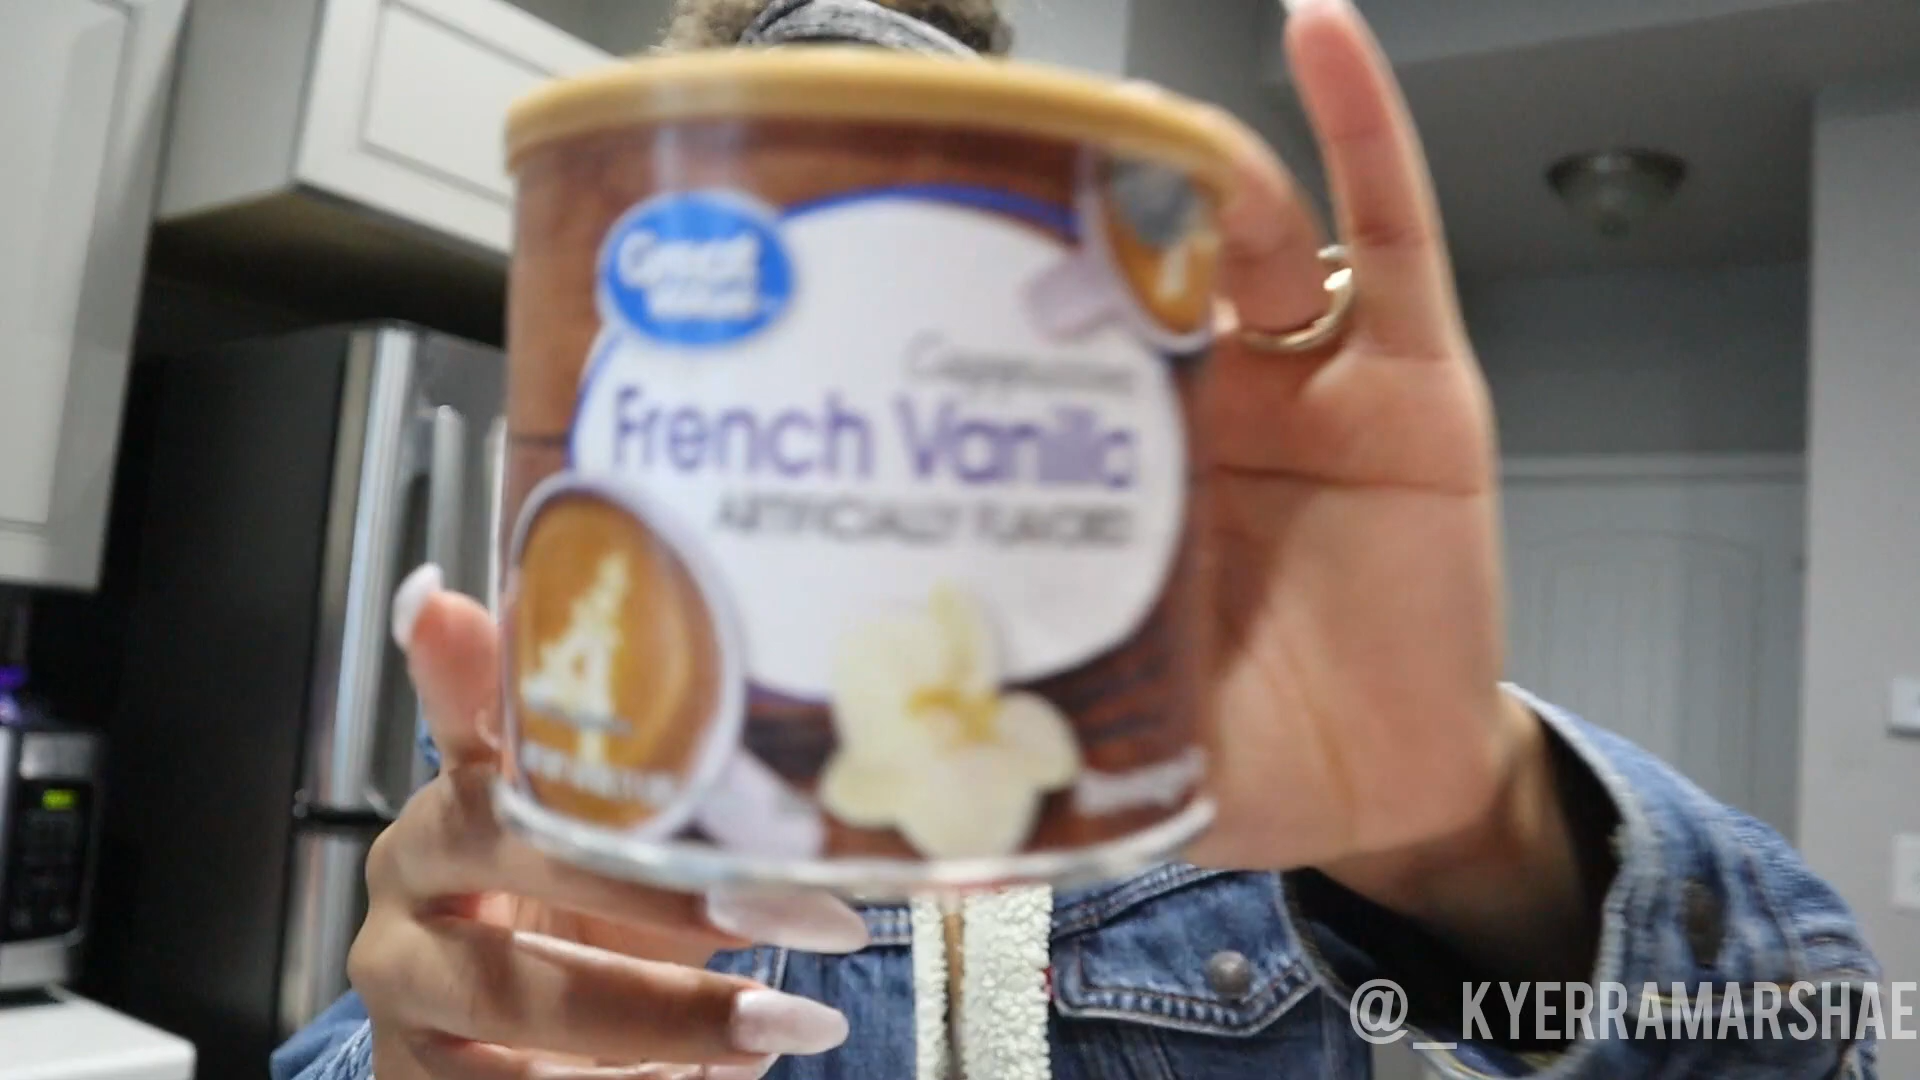 Great
Value
Cappuccino
French Vanilla
ARTIFICIALLY FLAVORED
@_KYERRAMARSHAE